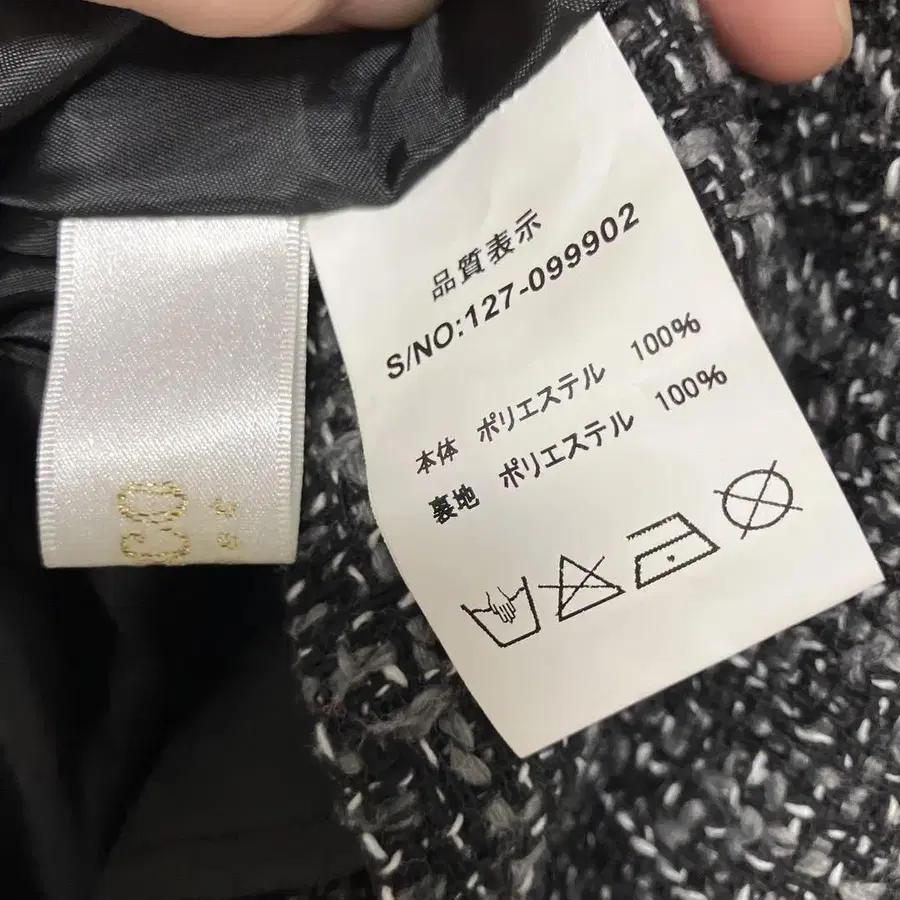 品質表示
S/NO:127-099902
本体 ポリエステル 100%
裏地 ポリエステル 100%